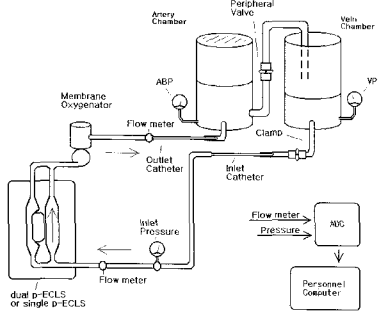 Artery
Chamber
Peripheral
Valve
Vein
Chamber
ABP
VP
Membrane
Oxygenator
Flow meter
Clamp
Outlet
Catheter
Inlet
Catheter
Inlet
Pressure
Flow meter
Pressure
ADC
Flow meter
dual p-ECLS
or single p-ECLS
Personnel
Computer